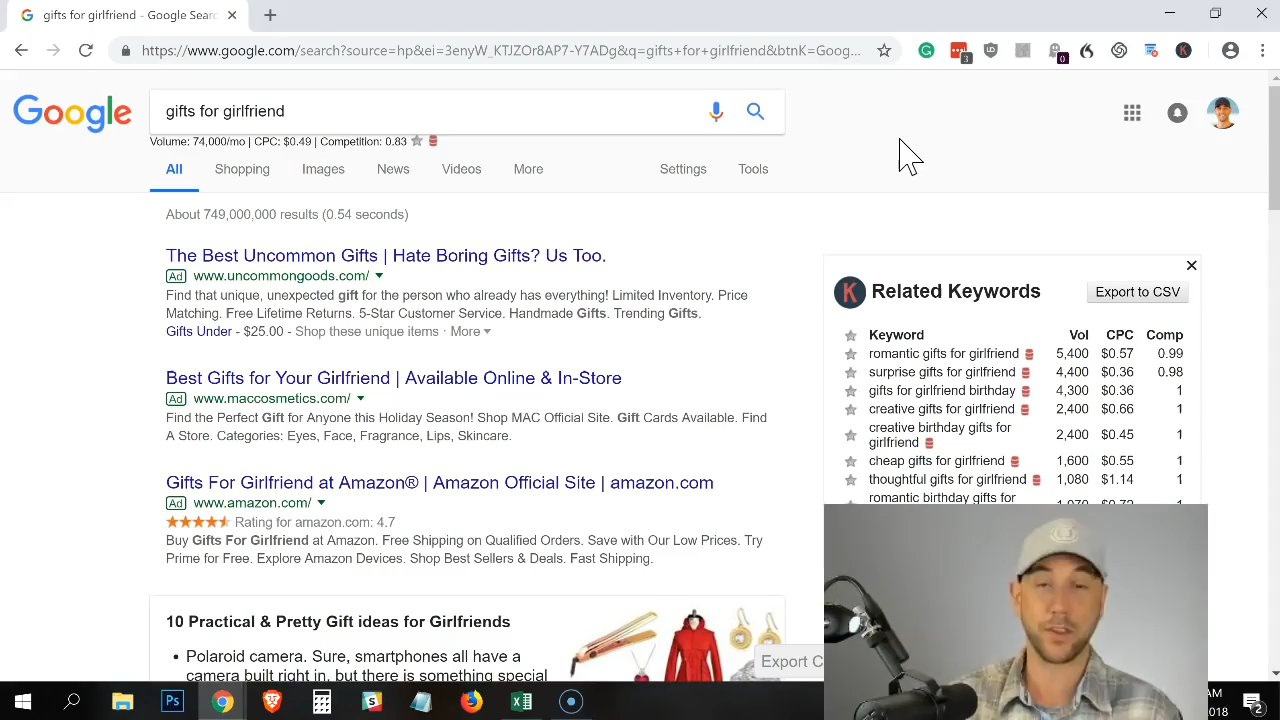 gifts for girlfriend - Google Sear
https://www.google.com/search?source=hp&ei=3enyW_KTJZOr8AP7-Y7ADg&q=gifts+for+girlfriend&btnK=Goog...
3
0
Google
gifts for girlfriend
Volume: 74,000/mo | CPC: $0.49 | Competition: 0.83
All Shopping Images News Videos More Settings Tools
About 749,000,000 results (0.54 seconds)
The Best Uncommon Gifts | Hate Boring Gifts? Us Too.
Ad www.uncommongoods.com/
Find that unique, unexpected gift for the person who already has everything! Limited Inventory. Price
Matching. Free Lifetime Returns. 5-Star Customer Service. Handmade Gifts. Trending Gifts.
Gifts Under - $25.00 - Shop these unique items · More
Best Gifts for Your Girlfriend | Available Online & In-Store
Ad www.maccosmetics.com/
Find the Perfect Gift for Anyone this Holiday Season! Shop MAC Official Site. Gift Cards Available. Find
A Store. Categories: Eyes, Face, Fragrance, Lips, Skincare.
Gifts For Girlfriend at Amazon® | Amazon Official Site | amazon.com
Ad www.amazon.com/
Rating for amazon.com: 4.7
Buy Gifts For Girlfriend at Amazon. Free Shipping on Qualified Orders. Save with Our Low Prices. Try
Prime for Free. Explore Amazon Devices. Shop Best Sellers & Deals. Fast Shipping.
10 Practical & Pretty Gift ideas for Girlfriends
• Polaroid camera. Sure, smartphones all have a
camera built right in, but there is something special
Export C
K Related Keywords Export to CSV
Keyword Vol CPC Comp
romantic gifts for girlfriend 5,400 $0.57 0.99
surprise gifts for girlfriend 4,400 $0.36 0.98
gifts for girlfriend birthday 4,300 $0.36 1
creative gifts for girlfriend 2,400 $0.66 1
creative birthday gifts for
girlfriend 2,400 $0.45 1
cheap gifts for girlfriend 1,600 $0.55 1
thoughtful gifts for girlfriend 1,080 $1.14 1
romantic birthday gifts for
Ps
AM
2018
2